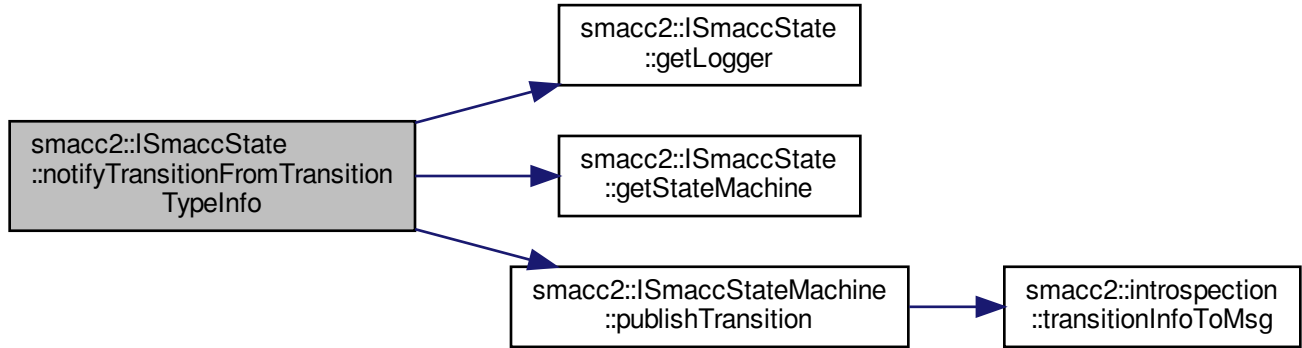 smacc2::ISmaccState
::getLogger
smacc2::ISmaccState
::notifyTransitionFromTransition
TypeInfo
smacc2::ISmaccState
::getStateMachine
smacc2::ISmaccStateMachine
::publishTransition
smacc2::introspection
::transitionInfoToMsg